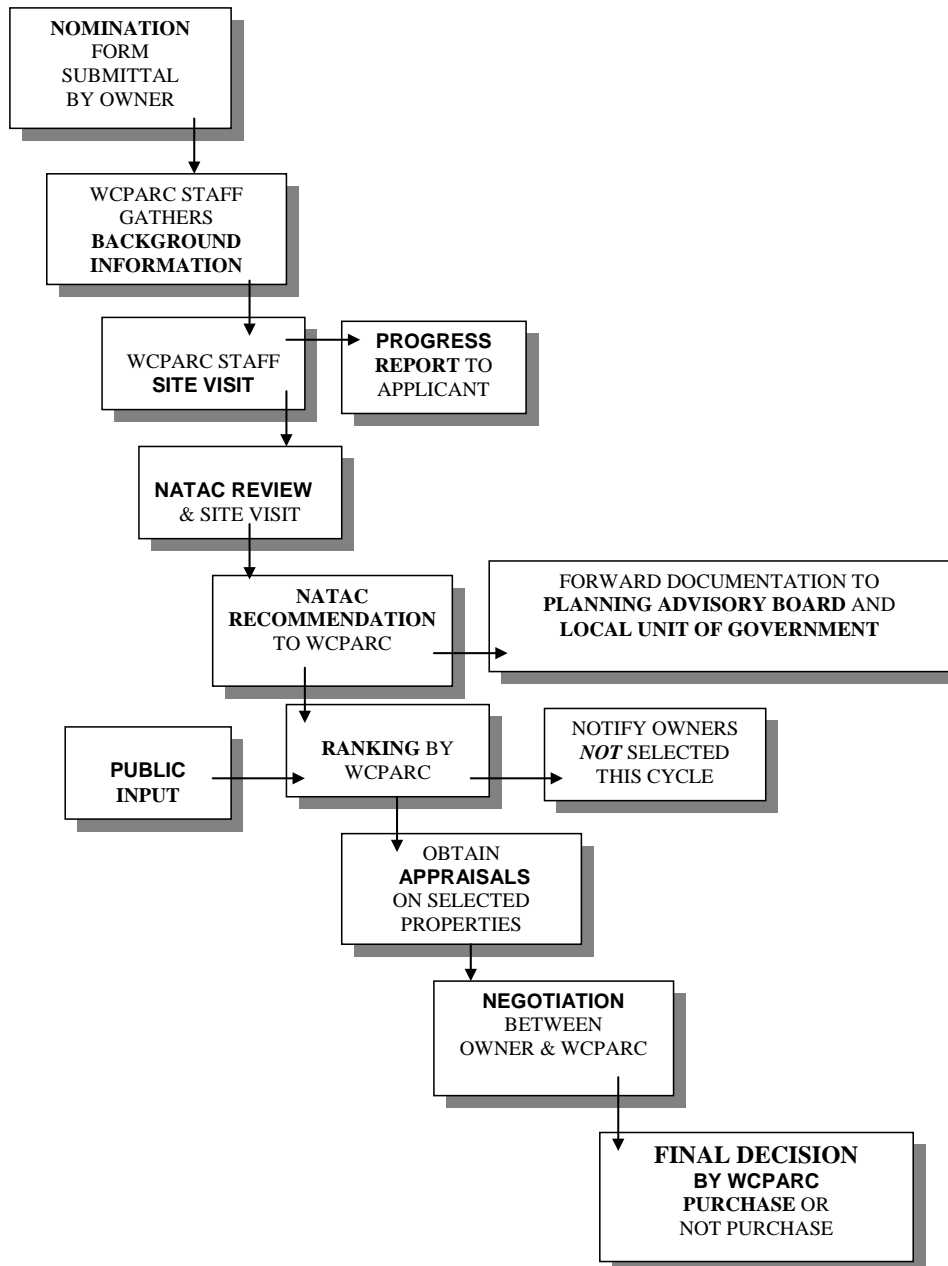 NOMINATION
FORM
SUBMITTAL
BY OWNER
WCPARC STAFF
GATHERS
BACKGROUND
INFORMATION
WCPARC STAFF
SITE VISIT
PROGRESS
REPORT TO
APPLICANT
NATAC REVIEW
& SITE VISIT
NATAC
RECOMMENDATION
TO WCPARC
FORWARD DOCUMENTATION TO
PLANNING ADVISORY BOARD AND
LOCAL UNIT OF GOVERNMENT
PUBLIC
INPUT
RANKING BY
WCPARC
NOTIFY OWNERS
NOT SELECTED
THIS CYCLE
OBTAIN
APPRAISALS
ON SELECTED
PROPERTIES
NEGOTIATION
BETWEEN
OWNER & WCPARC
FINAL DECISION
BY WCPARC
PURCHASE OR
NOT PURCHASE